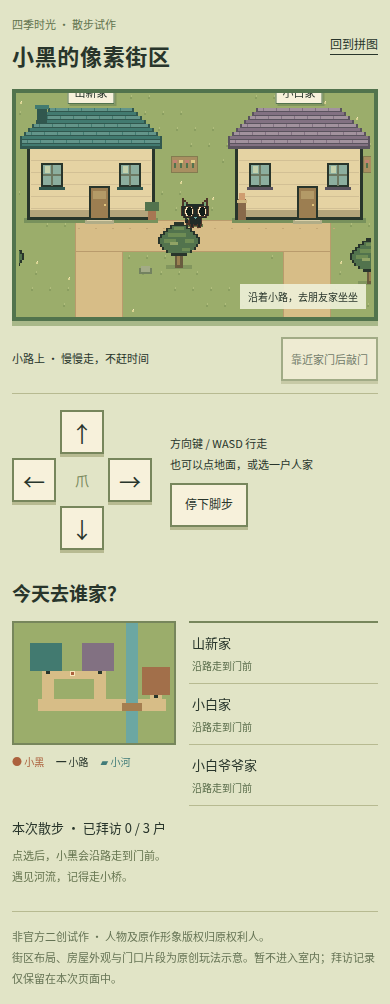 四季时光 · 散步试作
小黑的像素街区
回到拼图
山新家
小白家
沿着小路，去朋友家坐坐
小路上 · 慢慢走，不赶时间
靠近家门后敲门
↑
← 爪 →
↓
方向键 / WASD 行走
也可以点地面，或选一户人家
停下脚步
今天去谁家？
小黑 小路 小河
山新家
沿路走到门前
小白家
沿路走到门前
小白爷爷家
沿路走到门前
本次散步 · 已拜访 0 / 3 户
点选后，小黑会沿路走到门前。
遇见河流，记得走小桥。
非官方二创试作 · 人物及原作形象版权归原权利人。
街区布局、房屋外观与门口片段为原创玩法示意。暂不进入室内；拜访记录
仅保留在本次页面中。